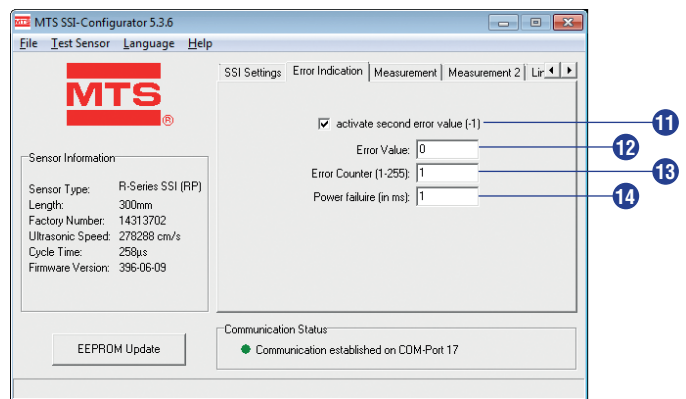 MTS SSI-Configurator 5.3.6
File Test Sensor Language Help
MTS
®
Sensor Information
Sensor Type: R-Series SSI (RP)
Length: 300mm
Factory Number: 14313702
Ultrasonic Speed: 278288 cm/s
Cycle Time: 258µs
Firmware Version: 396-06-09
EEPROM Update
SSI Settings Error Indication Measurement Measurement 2
activate second error value (-1) 11
Error Value: 0 12
Error Counter (1-255): 1 13
Power failuire (in ms): 1 14
Communication Status
Communication established on COM-Port 17